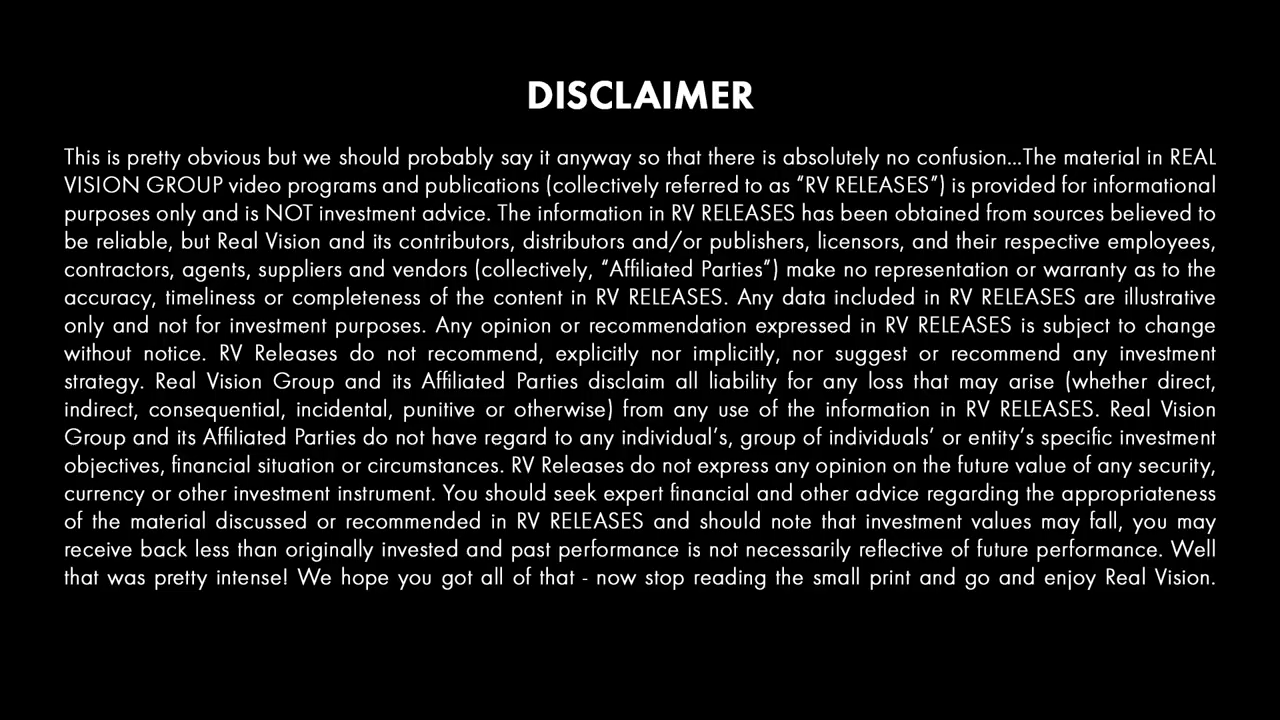 DISCLAIMER
This is pretty obvious but we should probably say it anyway so that there is absolutely no confusion...The material in REAL
VISION GROUP video programs and publications (collectively referred to as “RV RELEASES”) is provided for informational
purposes only and is NOT investment advice. The information in RV RELEASES has been obtained from sources believed to
be reliable, but Real Vision and its contributors, distributors and/or publishers, licensors, and their respective employees,
contractors, agents, suppliers and vendors (collectively, “Affiliated Parties”) make no representation or warranty as to the
accuracy, timeliness or completeness of the content in RV RELEASES. Any data included in RV RELEASES are illustrative
only and not for investment purposes. Any opinion or recommendation expressed in RV RELEASES is subject to change
without notice. RV Releases do not recommend, explicitly nor implicitly, nor suggest or recommend any investment
strategy. Real Vision Group and its Affiliated Parties disclaim all liability for any loss that may arise (whether direct,
indirect, consequential, incidental, punitive or otherwise) from any use of the information in RV RELEASES. Real Vision
Group and its Affiliated Parties do not have regard to any individual’s, group of individuals’ or entity’s specific investment
objectives, financial situation or circumstances. RV Releases do not express any opinion on the future value of any security,
currency or other investment instrument. You should seek expert financial and other advice regarding the appropriateness
of the material discussed or recommended in RV RELEASES and should note that investment values may fall, you may
receive back less than originally invested and past performance is not necessarily reflective of future performance. Well
that was pretty intense! We hope you got all of that - now stop reading the small print and go and enjoy Real Vision.